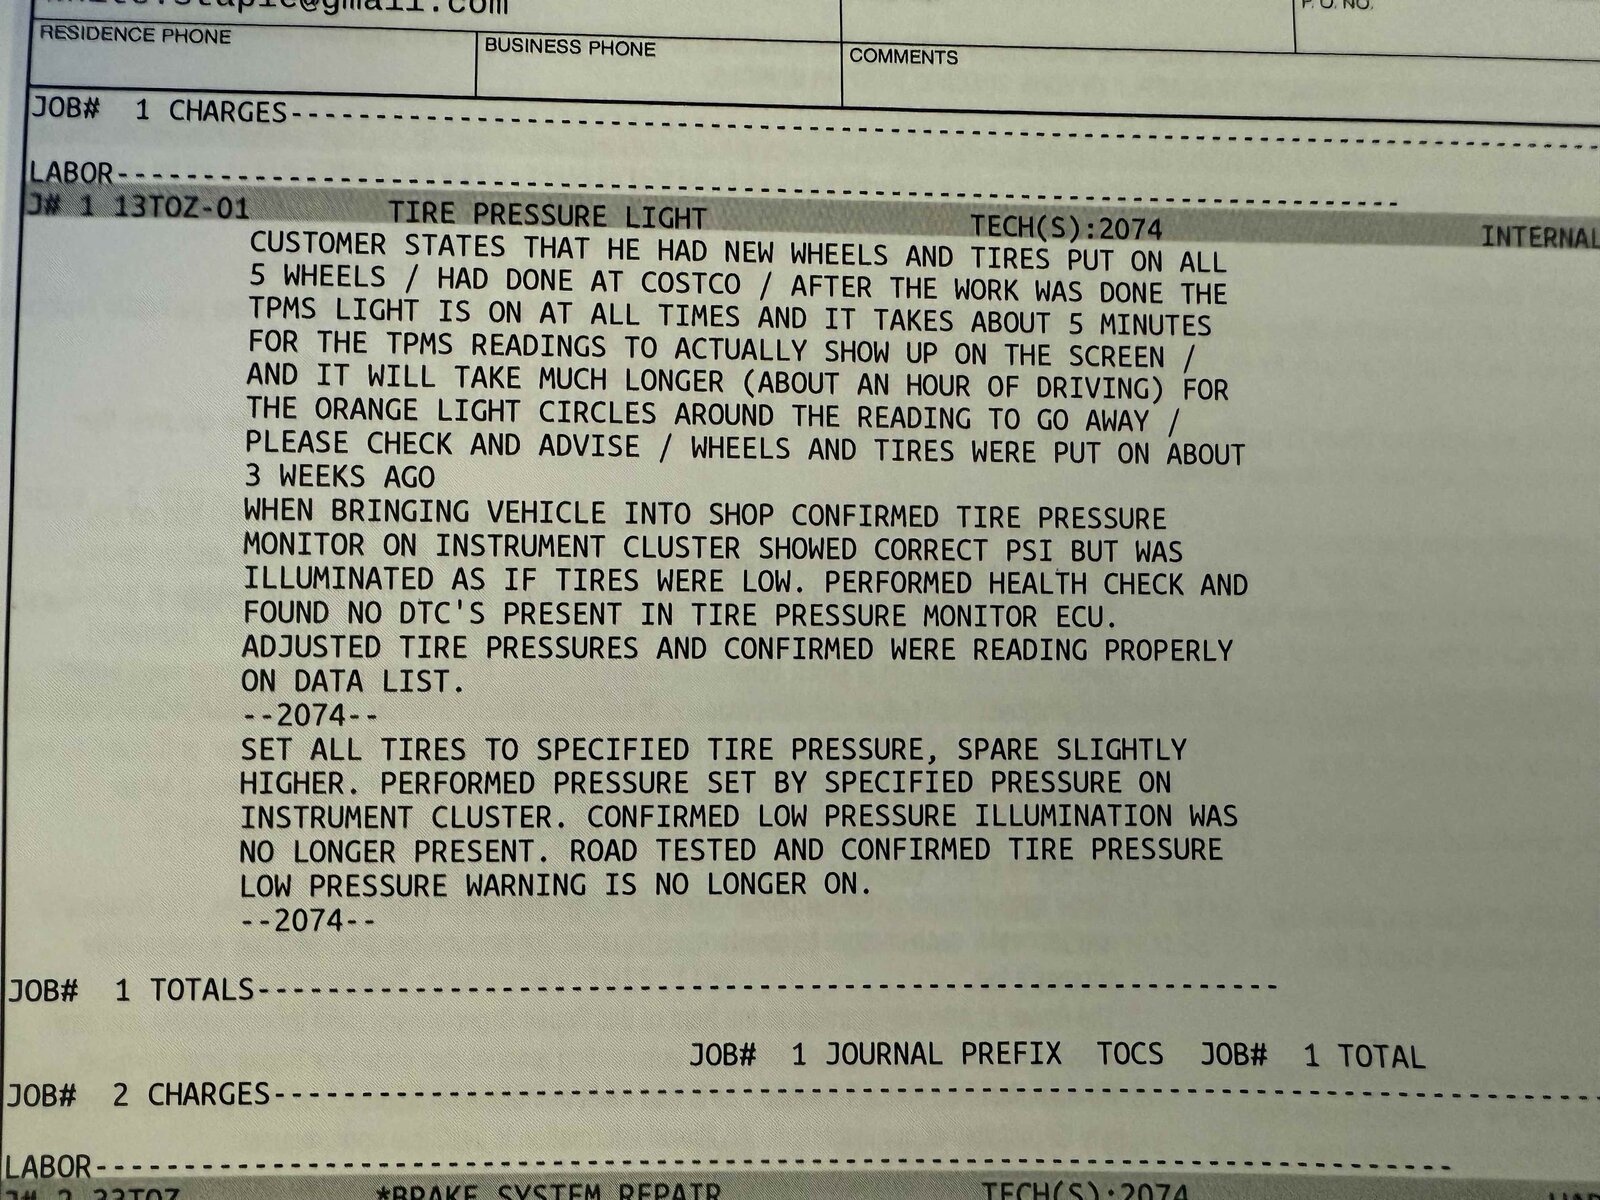 RESIDENCE PHONE
BUSINESS PHONE
COMMENTS
P. O. NO.
JOB# 1 CHARGES
LABOR
J# 1 13TOZ-01 TIRE PRESSURE LIGHT TECH(S):2074 INTERNAL
CUSTOMER STATES THAT HE HAD NEW WHEELS AND TIRES PUT ON ALL
5 WHEELS / HAD DONE AT COSTCO / AFTER THE WORK WAS DONE THE
TPMS LIGHT IS ON AT ALL TIMES AND IT TAKES ABOUT 5 MINUTES
FOR THE TPMS READINGS TO ACTUALLY SHOW UP ON THE SCREEN /
AND IT WILL TAKE MUCH LONGER (ABOUT AN HOUR OF DRIVING) FOR
THE ORANGE LIGHT CIRCLES AROUND THE READING TO GO AWAY /
PLEASE CHECK AND ADVISE / WHEELS AND TIRES WERE PUT ON ABOUT
3 WEEKS AGO
WHEN BRINGING VEHICLE INTO SHOP CONFIRMED TIRE PRESSURE
MONITOR ON INSTRUMENT CLUSTER SHOWED CORRECT PSI BUT WAS
ILLUMINATED AS IF TIRES WERE LOW. PERFORMED HEALTH CHECK AND
FOUND NO DTC'S PRESENT IN TIRE PRESSURE MONITOR ECU.
ADJUSTED TIRE PRESSURES AND CONFIRMED WERE READING PROPERLY
ON DATA LIST.
--2074--
SET ALL TIRES TO SPECIFIED TIRE PRESSURE, SPARE SLIGHTLY
HIGHER. PERFORMED PRESSURE SET BY SPECIFIED PRESSURE ON
INSTRUMENT CLUSTER. CONFIRMED LOW PRESSURE ILLUMINATION WAS
NO LONGER PRESENT. ROAD TESTED AND CONFIRMED TIRE PRESSURE
LOW PRESSURE WARNING IS NO LONGER ON.
--2074--
JOB# 1 TOTALS
JOB# 1 JOURNAL PREFIX TOCS JOB# 1 TOTAL
JOB# 2 CHARGES
LABOR
J# 2 33TOZ *BRAKE SYSTEM REPAIR TECH(S):2074